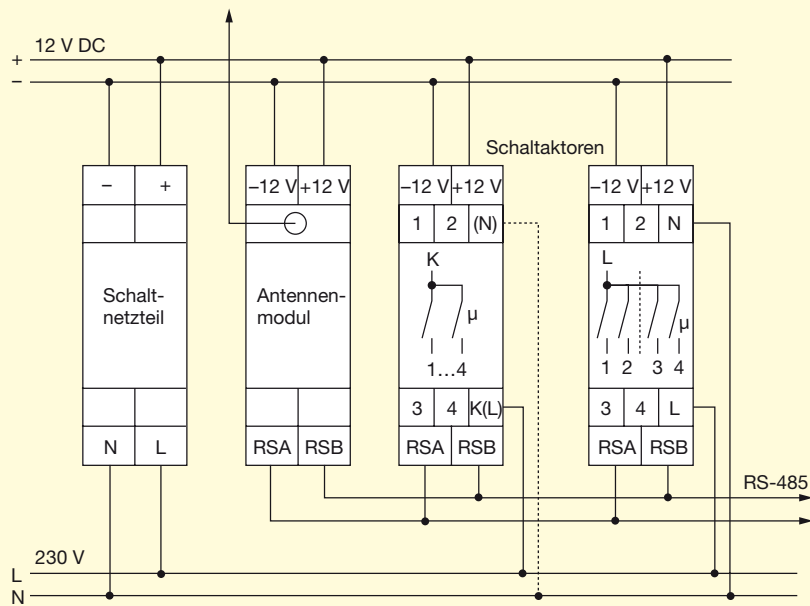 12 V DC
+
−
Schaltaktoren
− +
−12 V +12 V
−12 V +12 V
−12 V +12 V
1 2 (N)
1 2 N
K
L
Schalt-
netzteil
Antennen-
modul
µ
µ
1...4
1 2 3 4
3 4 K(L)
3 4 L
N L
RSA RSB
RSA RSB
RSA RSB
RS-485
230 V
L
N